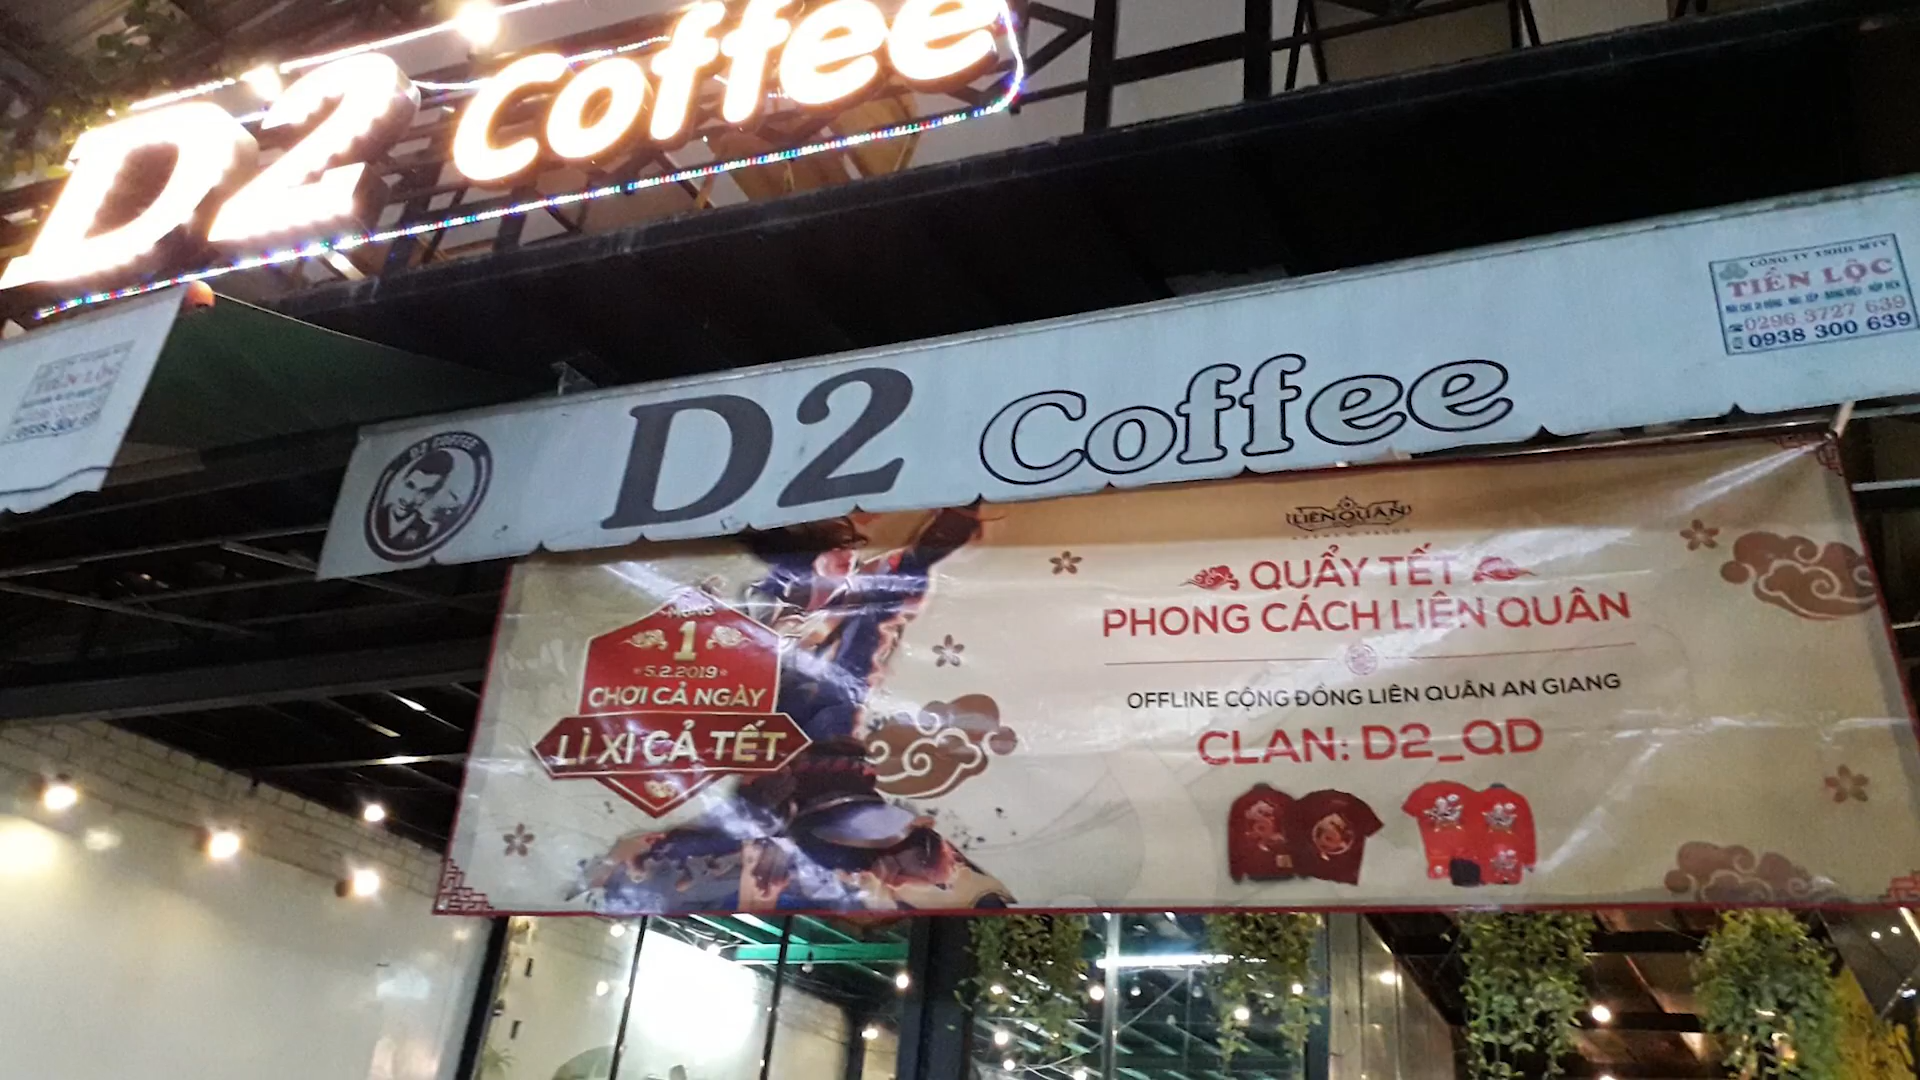 D2 Coffee
CÔNG TY TNHH MTV
TIẾN LỘC
0296 3727 639
0938 300 639
D2 COFFEE
D2 Coffee
LIÊN QUÂN
QUẨY TẾT
PHONG CÁCH LIÊN QUÂN
MÙNG
1
5.2.2019
CHƠI CẢ NGÀY
LÌ XÌ CẢ TẾT
OFFLINE CỘNG ĐỒNG LIÊN QUÂN AN GIANG
CLAN: D2_QD